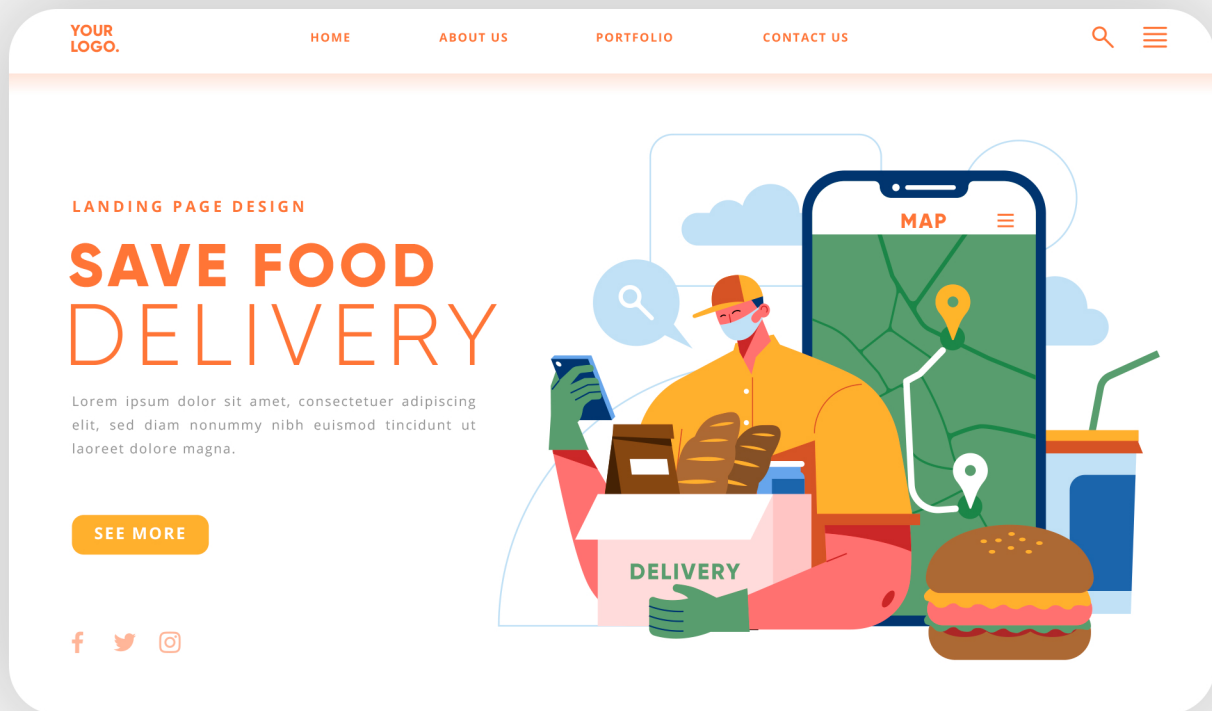 YOUR
LOGO.
HOME
ABOUT US
PORTFOLIO
CONTACT US
LANDING PAGE DESIGN
SAVE FOOD
DELIVERY
Lorem ipsum dolor sit amet, consectetuer adipiscing
elit, sed diam nonummy nibh euismod tincidunt ut
laoreet dolore magna.
SEE MORE
MAP
DELIVERY